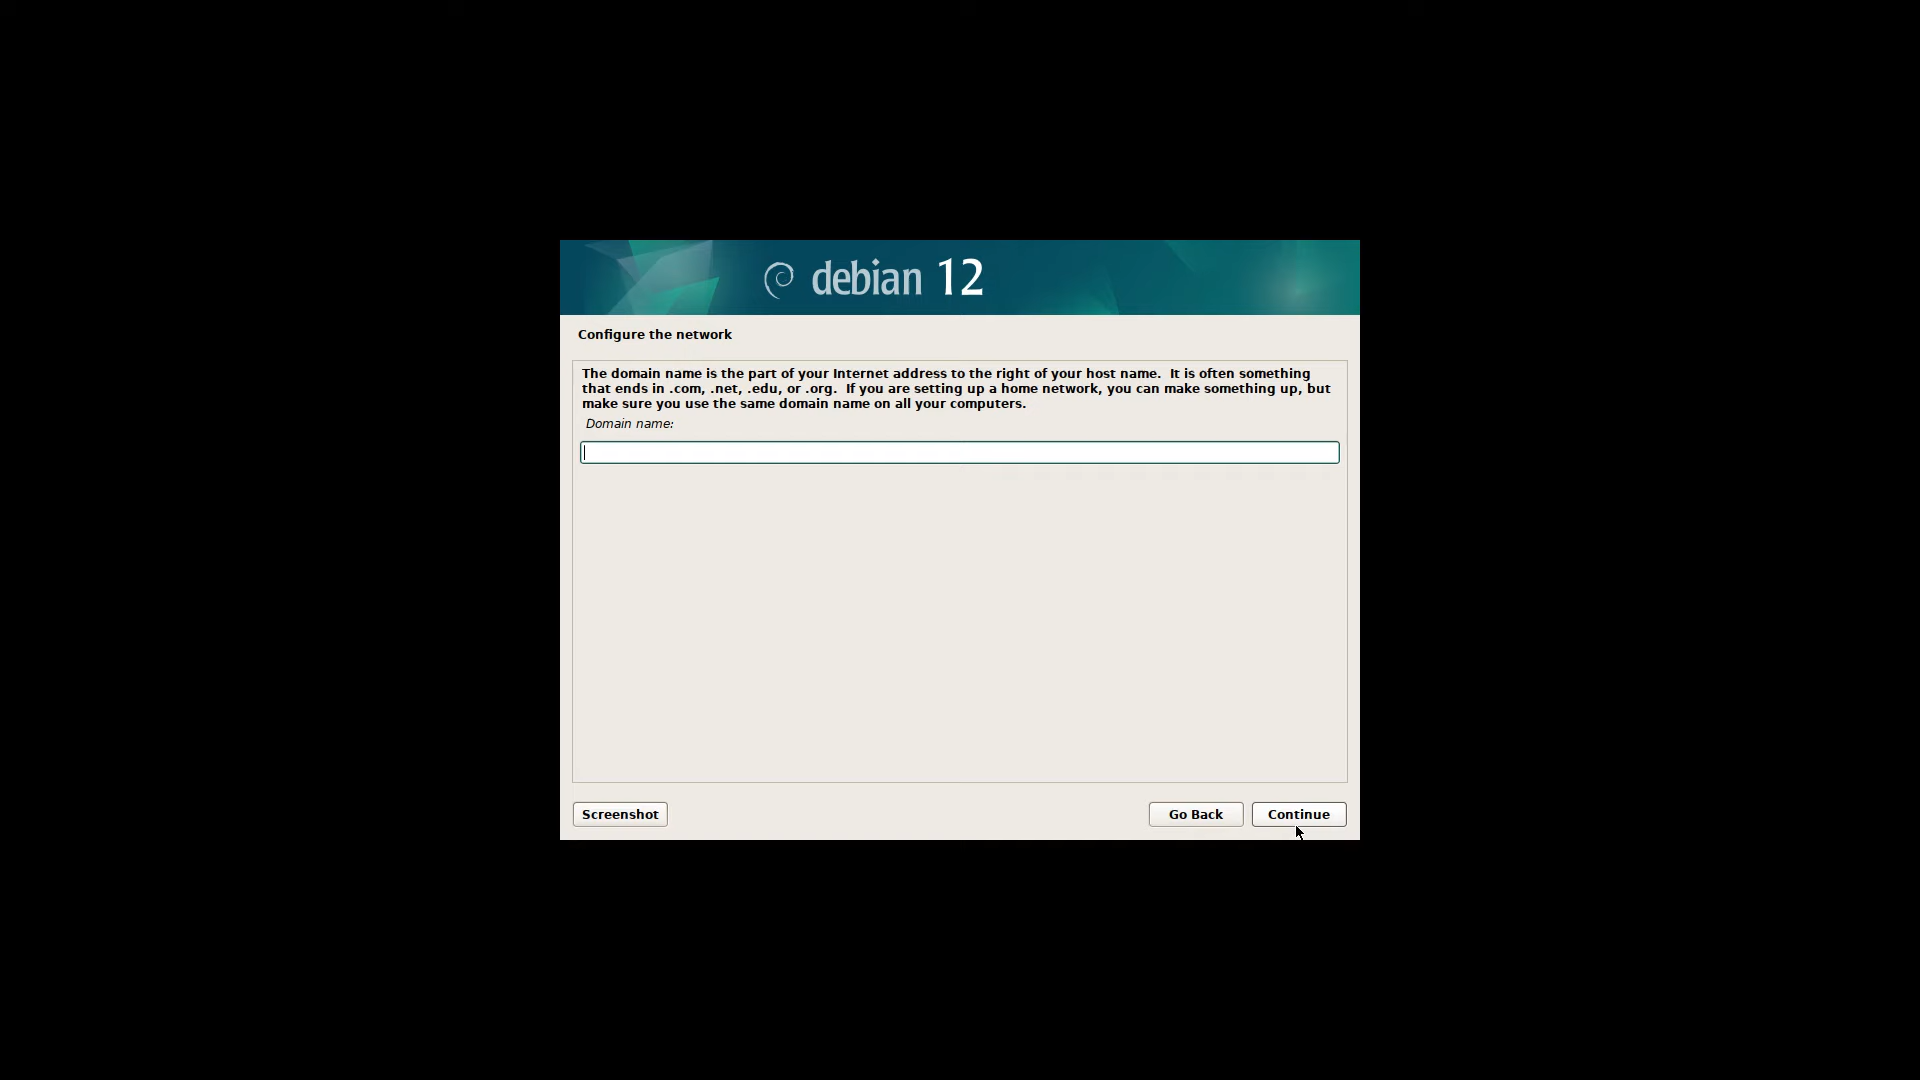 debian 12
Configure the network
The domain name is the part of your Internet address to the right of your host name.  It is often something
that ends in .com, .net, .edu, or .org.  If you are setting up a home network, you can make something up, but
make sure you use the same domain name on all your computers.
Domain name:
Screenshot
Go Back
Continue